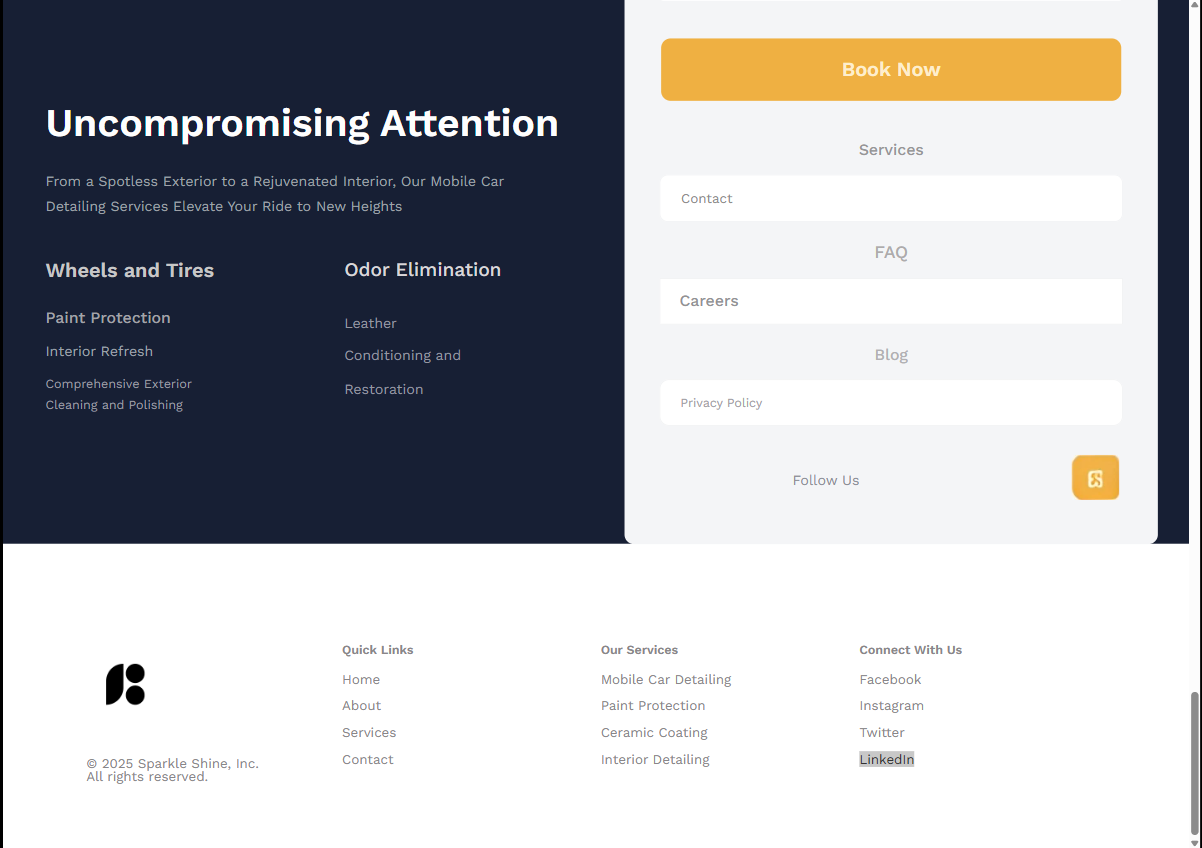 Uncompromising Attention
From a Spotless Exterior to a Rejuvenated Interior, Our Mobile Car
Detailing Services Elevate Your Ride to New Heights
Wheels and Tires
Paint Protection
Interior Refresh
Comprehensive Exterior
Cleaning and Polishing
Odor Elimination
Leather
Conditioning and
Restoration
Book Now
Services
Contact
FAQ
Careers
Blog
Privacy Policy
Follow Us
© 2025 Sparkle Shine, Inc.
All rights reserved.
Quick Links
Home
About
Services
Contact
Our Services
Mobile Car Detailing
Paint Protection
Ceramic Coating
Interior Detailing
Connect With Us
Facebook
Instagram
Twitter
LinkedIn